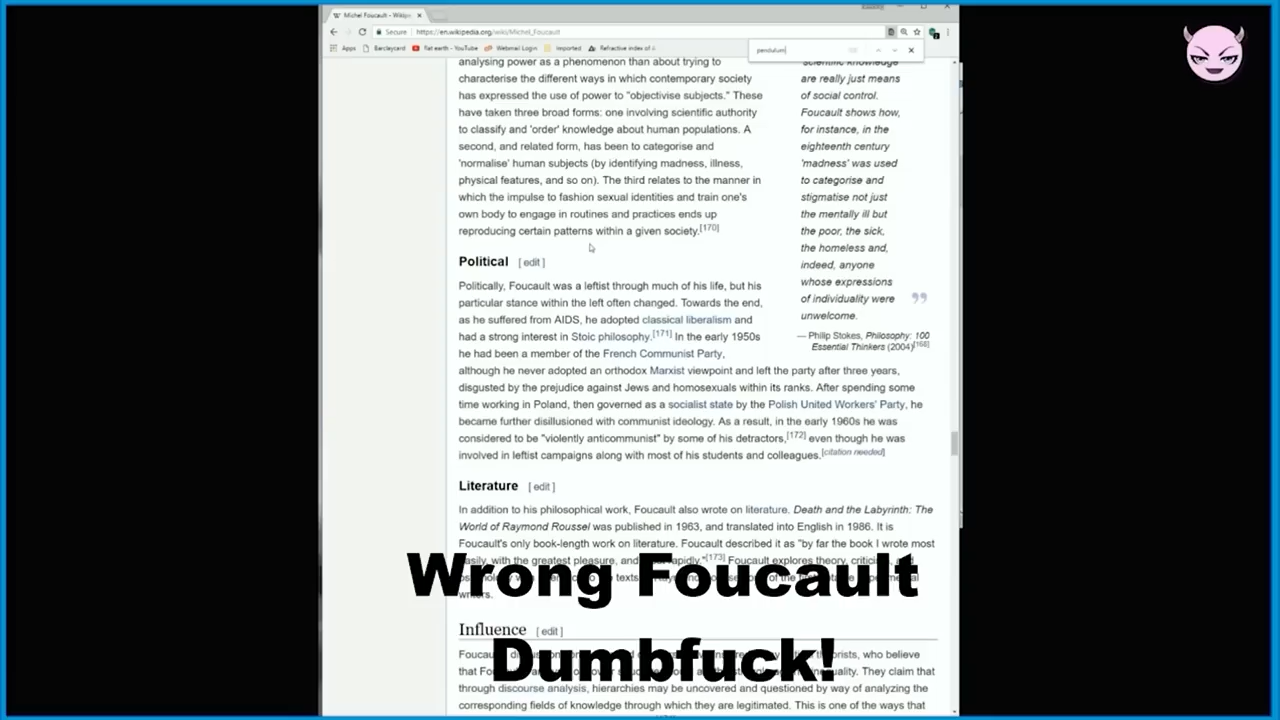 Michel Foucault - Wikip
Secure https://en.wikipedia.org/wiki/Michel_Foucault
Apps Barclaycard flat earth - YouTube Webmail Login Imported Refractive index of
pendulum
analysing power as a phenomenon than about trying to
characterise the different ways in which contemporary society
has expressed the use of power to "objectivise subjects." These
have taken three broad forms: one involving scientific authority
to classify and 'order' knowledge about human populations. A
second, and related form, has been to categorise and
'normalise' human subjects (by identifying madness, illness,
physical features, and so on). The third relates to the manner in
which the impulse to fashion sexual identities and train one's
own body to engage in routines and practices ends up
reproducing certain patterns within a given society.[170]
scientific knowledge
are really just means
of social control.
Foucault shows how,
for instance, in the
eighteenth century
'madness' was used
to categorise and
stigmatise not just
the mentally ill but
the poor, the sick,
the homeless and,
indeed, anyone
whose expressions
of individuality were
unwelcome.
”
— Philip Stokes, Philosophy: 100
Essential Thinkers (2004)[168]
Political [ edit ]
Politically, Foucault was a leftist through much of his life, but his
particular stance within the left often changed. Towards the end,
as he suffered from AIDS, he adopted classical liberalism and
had a strong interest in Stoic philosophy.[171] In the early 1950s
he had been a member of the French Communist Party,
although he never adopted an orthodox Marxist viewpoint and left the party after three years,
disgusted by the prejudice against Jews and homosexuals within its ranks. After spending some
time working in Poland, then governed as a socialist state by the Polish United Workers' Party, he
became further disillusioned with communist ideology. As a result, in the early 1960s he was
considered to be "violently anticommunist" by some of his detractors,[172] even though he was
involved in leftist campaigns along with most of his students and colleagues.[citation needed]
Literature [ edit ]
In addition to his philosophical work, Foucault also wrote on literature. Death and the Labyrinth: The
World of Raymond Roussel was published in 1963, and translated into English in 1986. It is
Foucault's only book-length work on literature. Foucault described it as "by far the book I wrote most
easily, with the greatest pleasure, and rapidly."[173] Foucault explores theory,
writers.
Wrong Foucault
Dumbfuck!
Influence [ edit ]
who believe
that They claim that
through discourse analysis, hierarchies may be uncovered and questioned by way of analyzing the
corresponding fields of knowledge through which they are legitimated. This is one of the ways that